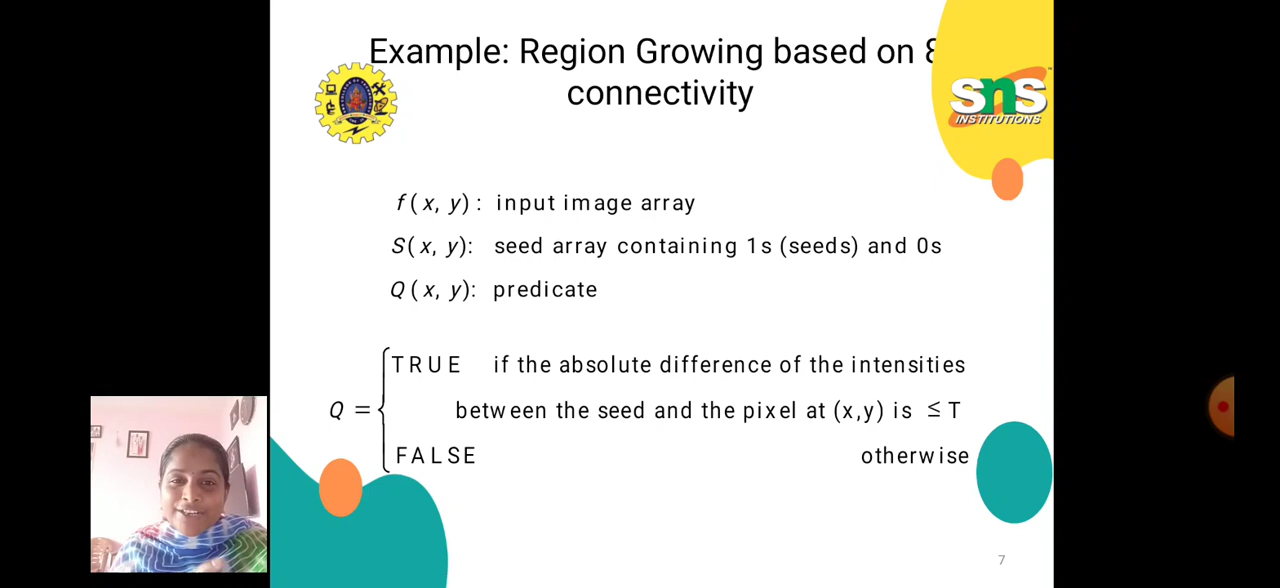 Example: Region Growing based on 8
connectivity
sns
INSTITUTIONS
f(x, y): input image array
S(x, y): seed array containing 1s (seeds) and 0s
Q(x, y): predicate
TRUE if the absolute difference of the intensities
Q = between the seed and the pixel at (x,y) is ≤ T
FALSE otherwise
7